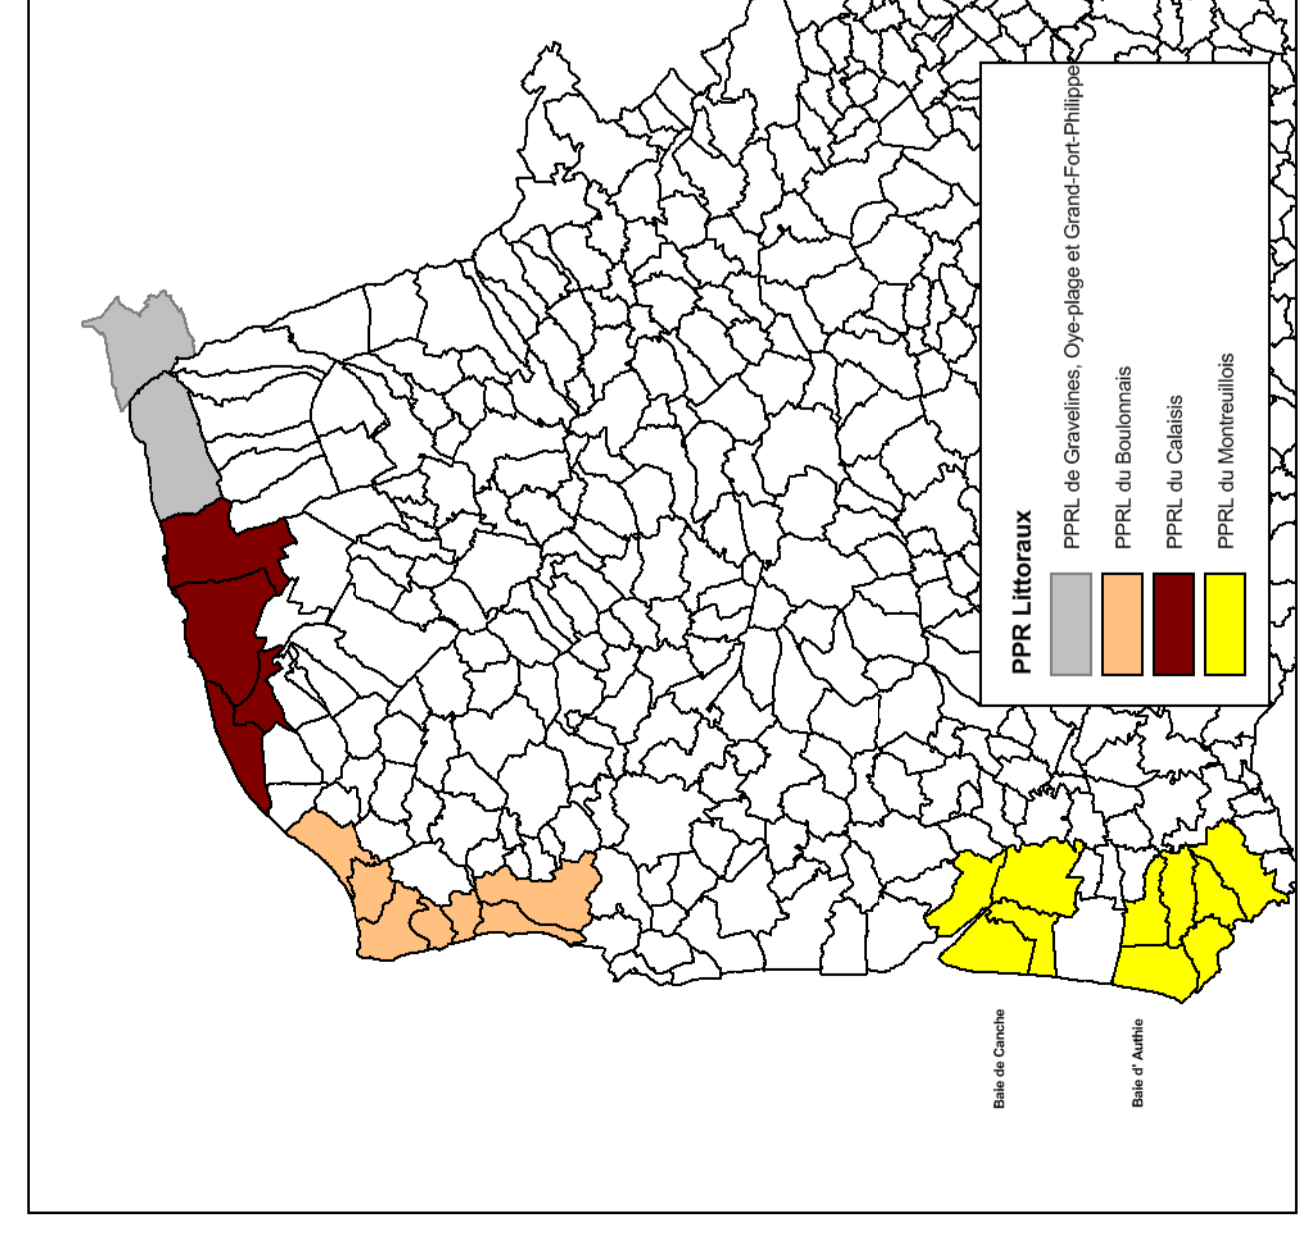 PPR Littoraux
PPRL de Gravelines, Oye-plage et Grand-Fort-Philippe
PPRL du Boulonnais
PPRL du Calaisis
PPRL du Montreuillois
Baie de Canche
Baie d' Authie